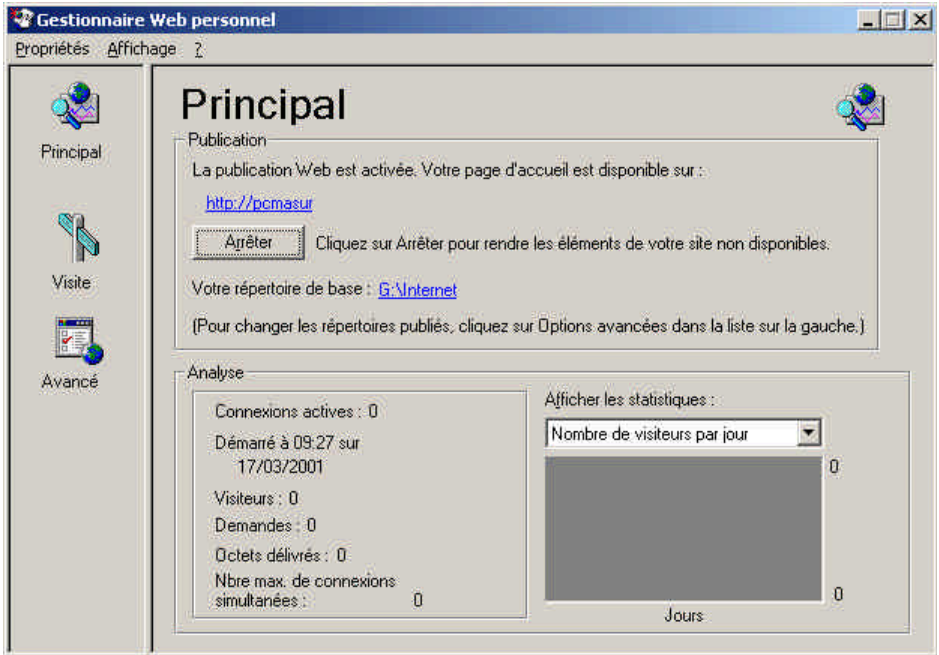 Gestionnaire Web personnel
Propriétés Affichage ?
Principal
Visite
Avancé
Principal
Publication
La publication Web est activée. Votre page d'accueil est disponible sur :
http://pcmasur
Arrêter Cliquez sur Arrêter pour rendre les éléments de votre site non disponibles.
Votre répertoire de base : G:\Internet
(Pour changer les répertoires publiés, cliquez sur Options avancées dans la liste sur la gauche.)
Analyse
Connexions actives : 0
Démarré à 09:27 sur
17/03/2001
Visiteurs : 0
Demandes : 0
Octets délivrés : 0
Nbre max. de connexions
simultanées : 0
Afficher les statistiques :
Nombre de visiteurs par jour
0
0
Jours